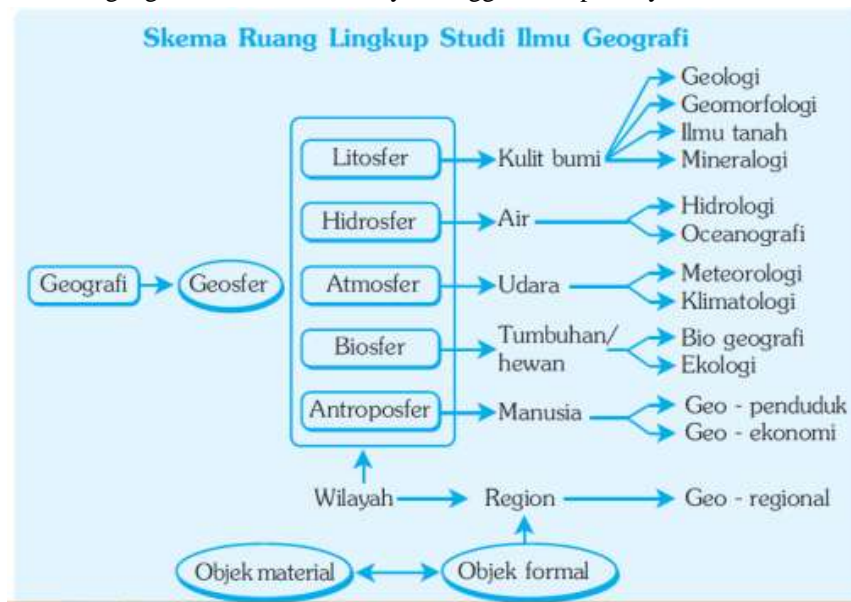 Skema Ruang Lingkup Studi Ilmu Geografi
Geografi
Geosfer
Litosfer
Kulit bumi
Geologi
Geomorfologi
Ilmu tanah
Mineralogi
Hidrosfer
Air
Hidrologi
Oceanografi
Atmosfer
Udara
Meteorologi
Klimatologi
Biosfer
Tumbuhan/
hewan
Bio geografi
Ekologi
Antroposfer
Manusia
Geo - penduduk
Geo - ekonomi
Wilayah
Region
Geo - regional
Objek material
Objek formal